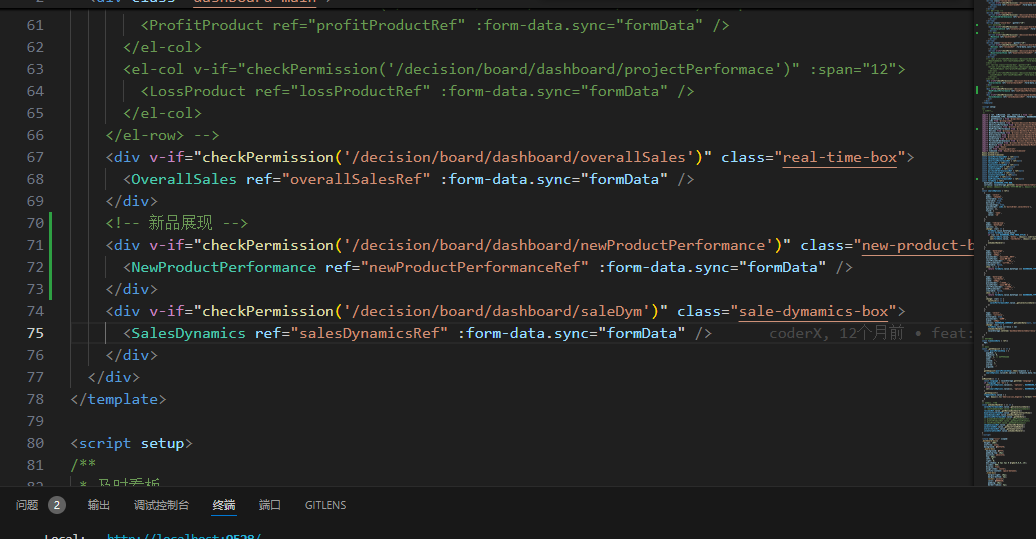 61 <ProfitProduct ref="profitProductRef" :form-data.sync="formData" />
62 </el-col>
63 <el-col v-if="checkPermission('/decision/board/dashboard/projectPerformace')" :span="12">
64 <LossProduct ref="lossProductRef" :form-data.sync="formData" />
65 </el-col>
66 </el-row> -->
67 <div v-if="checkPermission('/decision/board/dashboard/overallSales')" class="real-time-box">
68 <OverallSales ref="overallSalesRef" :form-data.sync="formData" />
69 </div>
70 <!-- 新品展现 -->
71 <div v-if="checkPermission('/decision/board/dashboard/newProductPerformance')" class="new-product-b
72 <NewProductPerformance ref="newProductPerformanceRef" :form-data.sync="formData" />
73 </div>
74 <div v-if="checkPermission('/decision/board/dashboard/saleDym')" class="sale-dymamics-box">
75 <SalesDynamics ref="salesDynamicsRef" :form-data.sync="formData" /> coderX, 12个月前 • feat:
76 </div>
77 </div>
78 </template>
79
80 <script setup>
81 /**
82 * 及时看板
问题 2 输出 调试控制台 终端 端口 GITLENS
Local: http://localhost:9528/